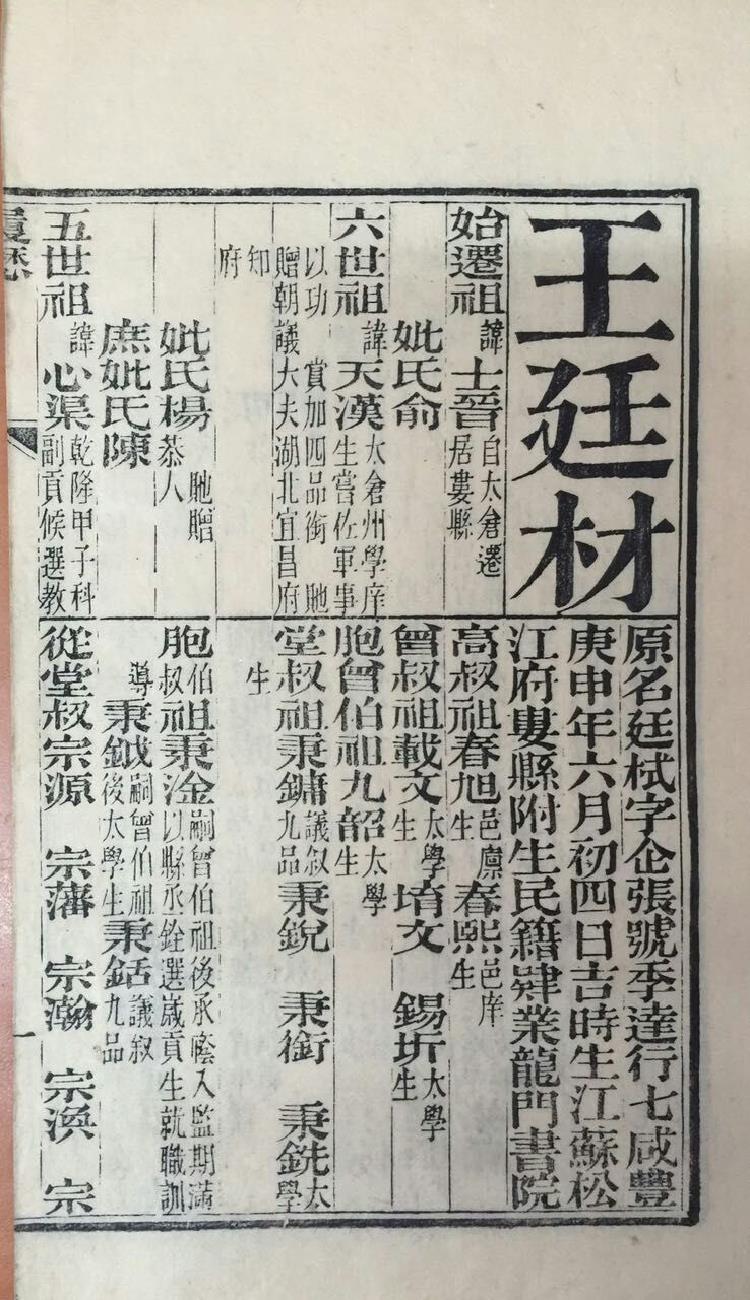 王廷材
原名廷栻字企張號季達行七咸豐
庚申年六月初四日吉時生江蘇松
江府婁縣附生民籍肄業龍門書院
始遷祖諱士晉自太倉遷
居婁縣
妣氏俞
六世祖諱天漢太倉州學庠
生嘗佐軍事
以功賞加四品銜貤
贈朝議大夫湖北宜昌府
知
府
妣氏楊貤贈
恭人
庶妣氏陳
五世祖諱心渠乾隆甲子科
副貢候選教
高叔祖春旭邑廩
生春熙邑庠
生
曾叔祖載文太學
生堉文錫圻太學
生
胞曾伯祖九韶太學
生
堂叔祖秉鏞議敘
九品秉銳秉銜秉銑太
學
生
胞伯
叔祖秉淦嗣曾伯祖後承廕入監期滿
以縣丞銓選歲貢生就職訓
導秉鉞嗣曾伯祖
後太學生秉銛議敘
九品
從堂叔宗源宗藩宗瀚宗渙宗
履歷
一